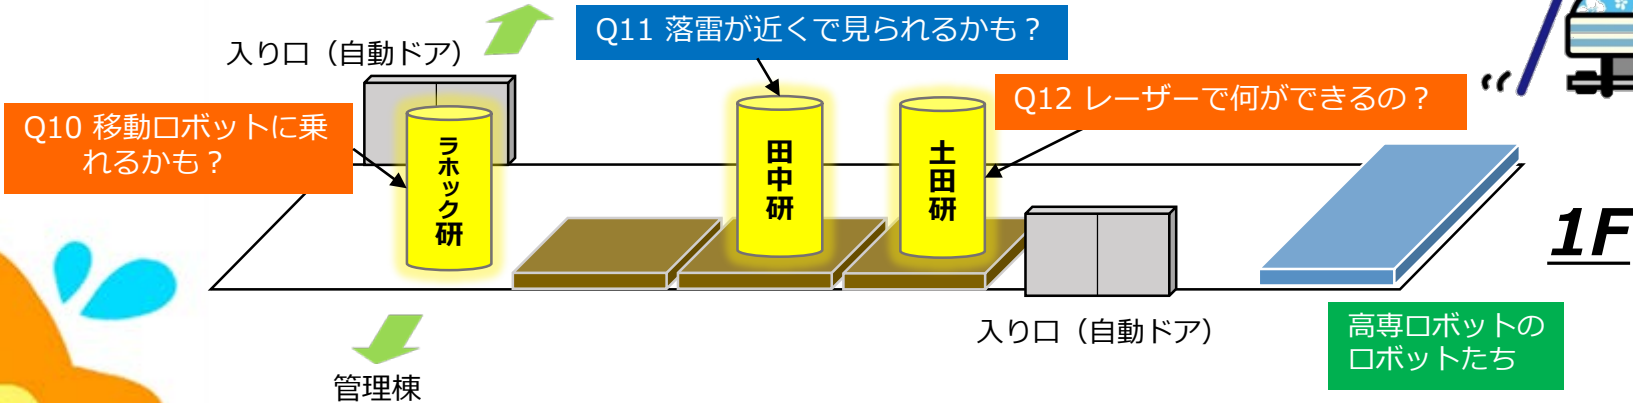 Q11 落雷が近くで見られるかも？
入り口（自動ドア）
Q12 レーザーで何ができるの？
Q10 移動ロボットに乗
れるかも？
ラホック研
田中研
土田研
1F
入り口（自動ドア）
高専ロボットの
ロボットたち
管理棟